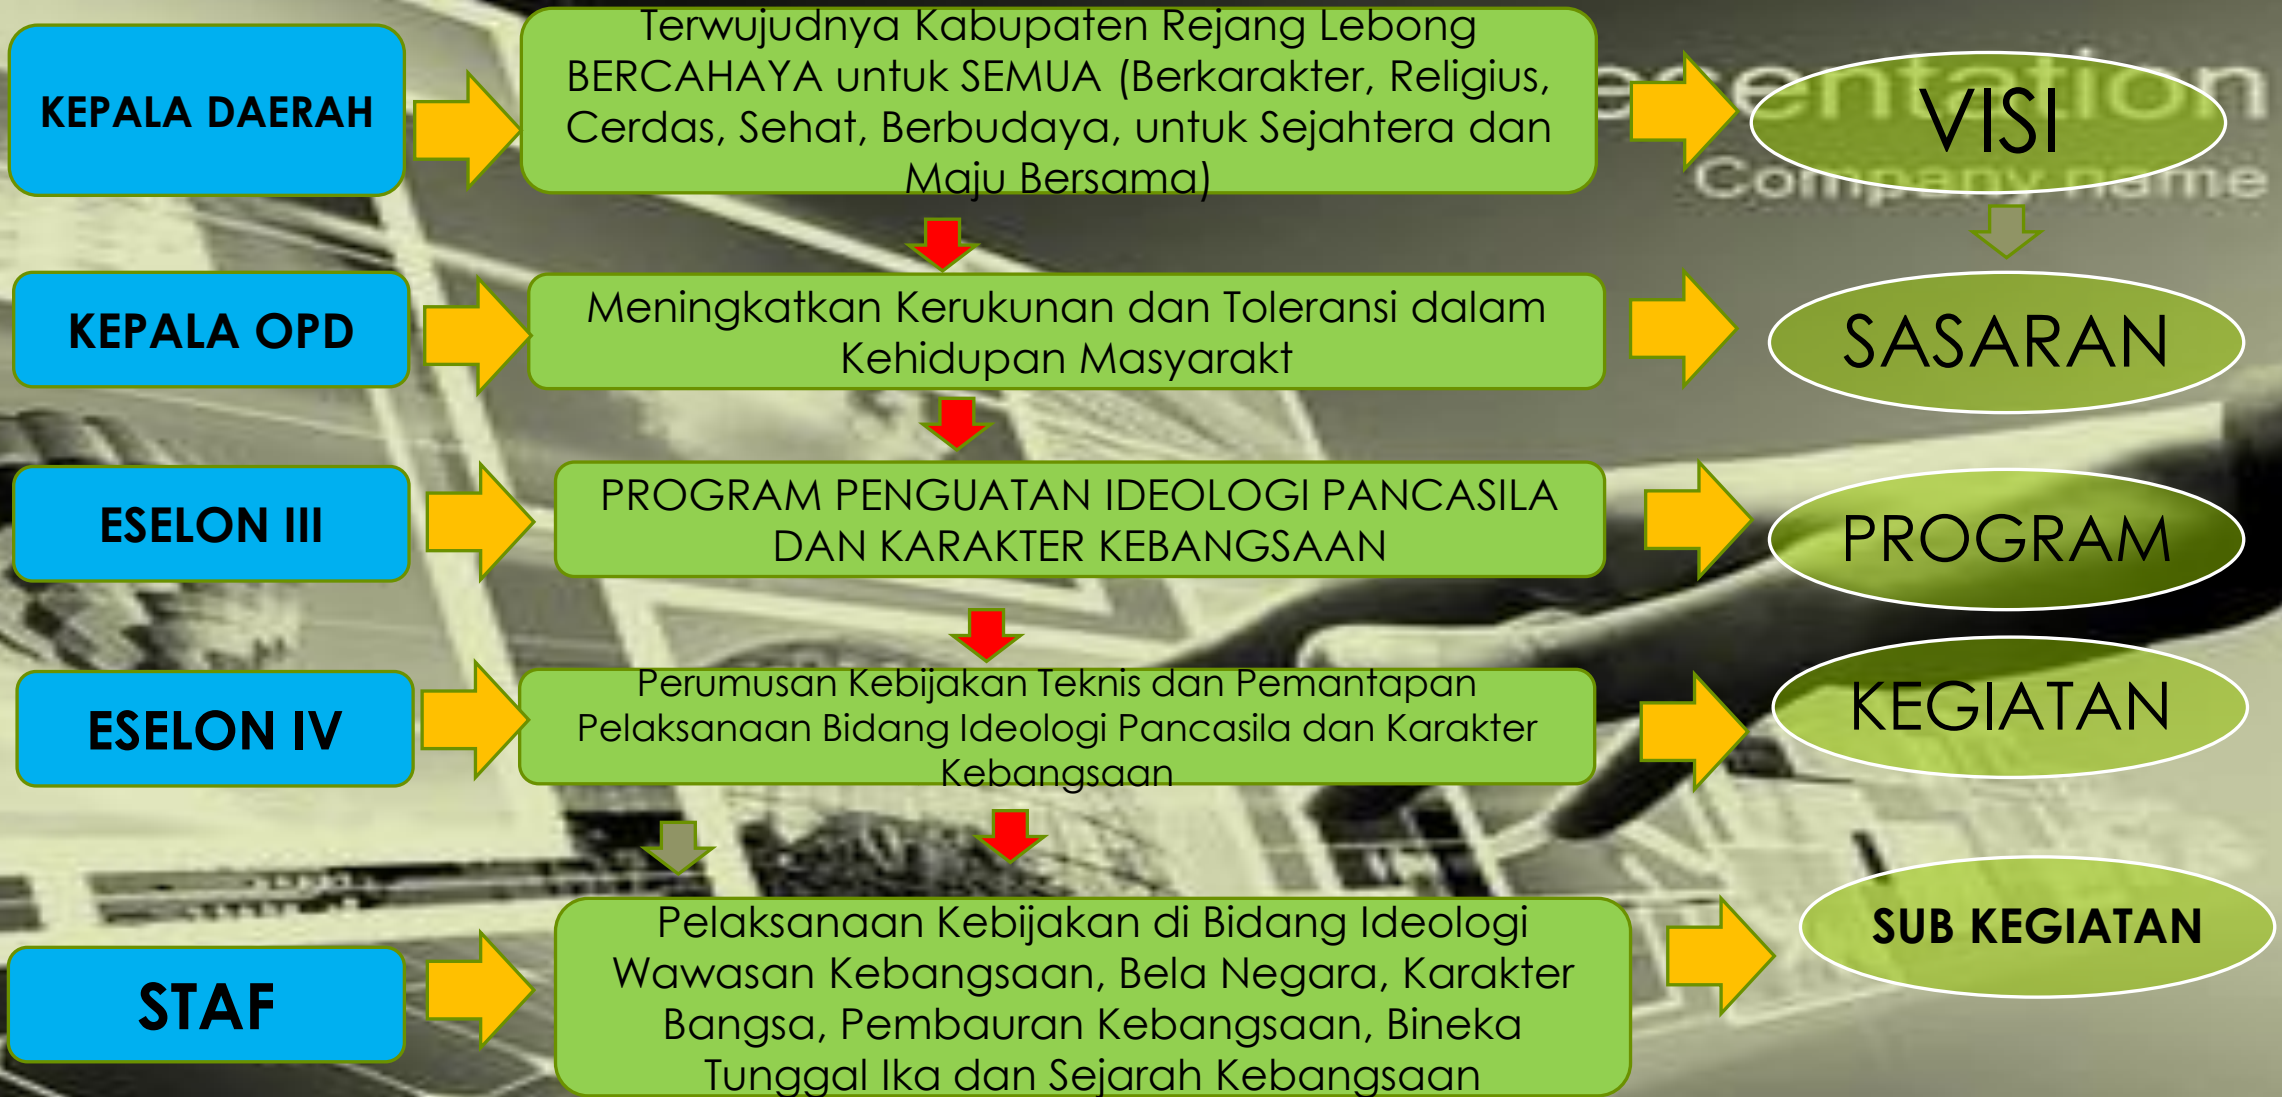 KEPALA DAERAH
Terwujudnya Kabupaten Rejang Lebong
BERCAHAYA untuk SEMUA (Berkarakter, Religius,
Cerdas, Sehat, Berbudaya, untuk Sejahtera dan
Maju Bersama)
VISI
Company name
KEPALA OPD
Meningkatkan Kerukunan dan Toleransi dalam
Kehidupan Masyarakt
SASARAN
ESELON III
PROGRAM PENGUATAN IDEOLOGI PANCASILA
DAN KARAKTER KEBANGSAAN
PROGRAM
ESELON IV
Perumusan Kebijakan Teknis dan Pemantapan
Pelaksanaan Bidang Ideologi Pancasila dan Karakter
Kebangsaan
KEGIATAN
STAF
Pelaksanaan Kebijakan di Bidang Ideologi
Wawasan Kebangsaan, Bela Negara, Karakter
Bangsa, Pembauran Kebangsaan, Bineka
Tunggal Ika dan Sejarah Kebangsaan
SUB KEGIATAN